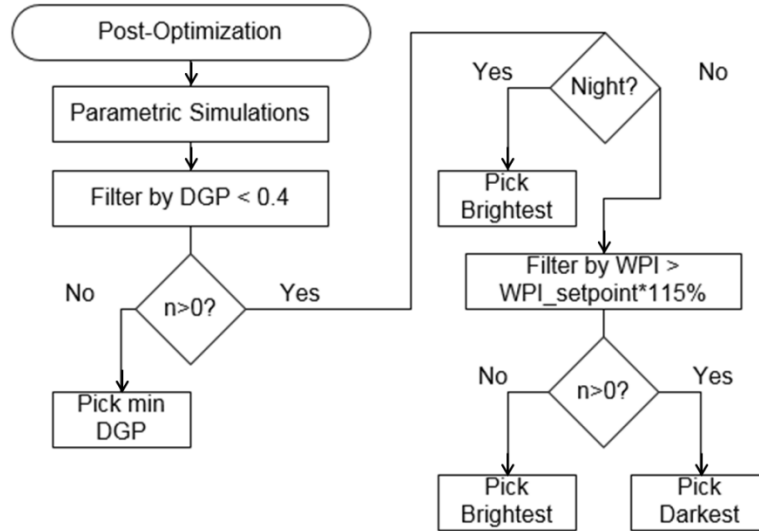 Post-Optimization
Parametric Simulations
Filter by DGP < 0.4
n>0?
No
Yes
Pick min
DGP
Night?
Yes
No
Pick
Brightest
Filter by WPI >
WPI_setpoint*115%
n>0?
No
Yes
Pick
Brightest
Pick
Darkest